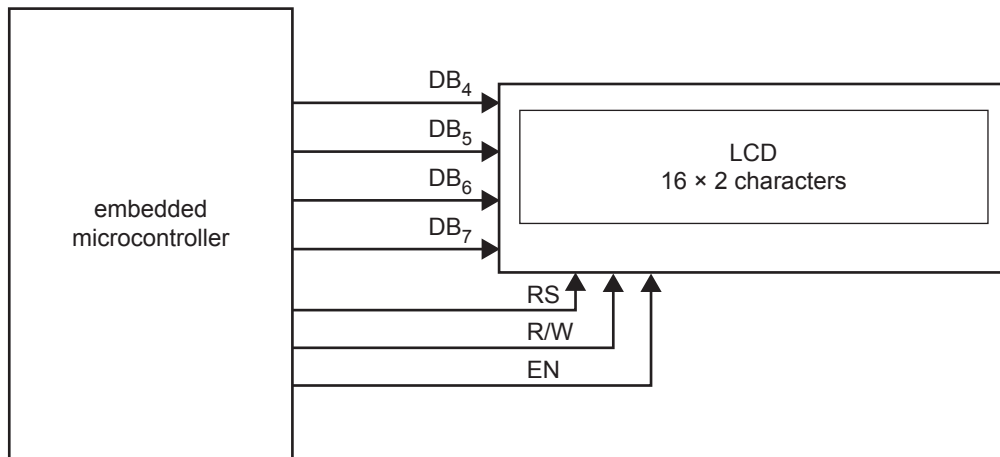 DB4
DB5
DB6
DB7
LCD
16 × 2 characters
embedded
microcontroller
RS
R/W
EN